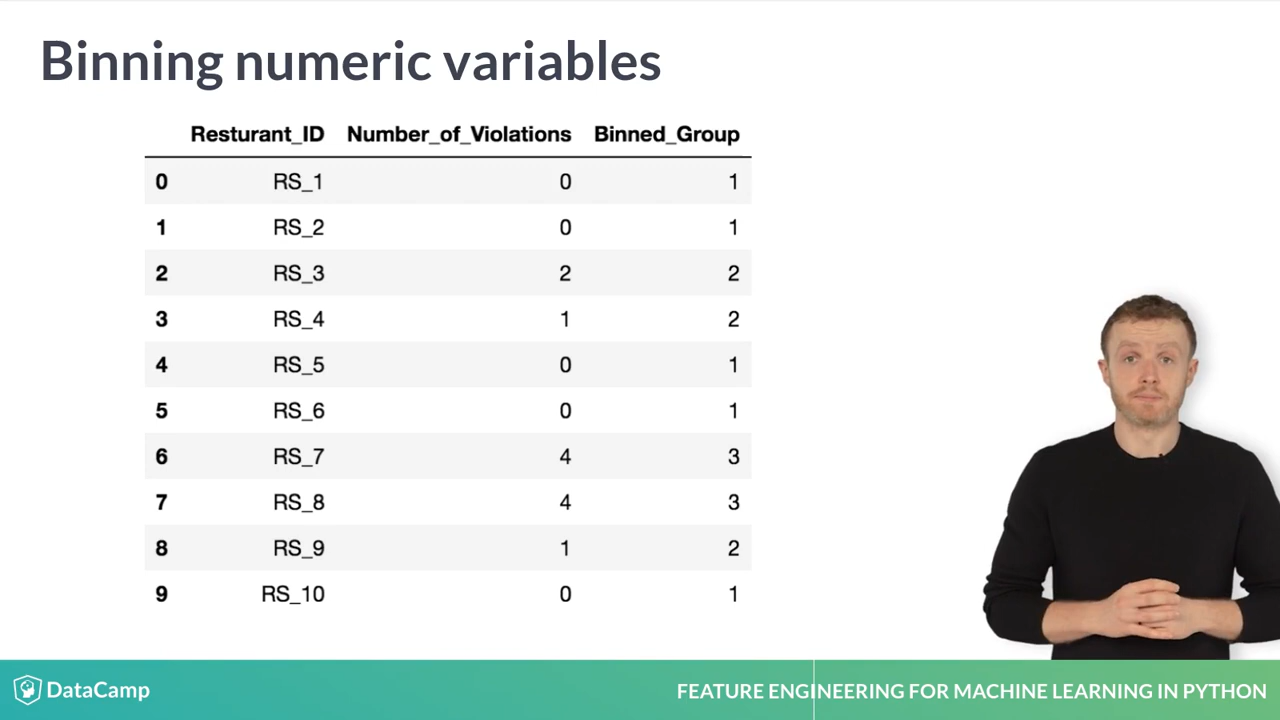 Binning numeric variables
Resturant_ID Number_of_Violations Binned_Group
0 RS_1 0 1
1 RS_2 0 1
2 RS_3 2 2
3 RS_4 1 2
4 RS_5 0 1
5 RS_6 0 1
6 RS_7 4 3
7 RS_8 4 3
8 RS_9 1 2
9 RS_10 0 1
DataCamp
FEATURE ENGINEERING FOR MACHINE LEARNING IN PYTHON